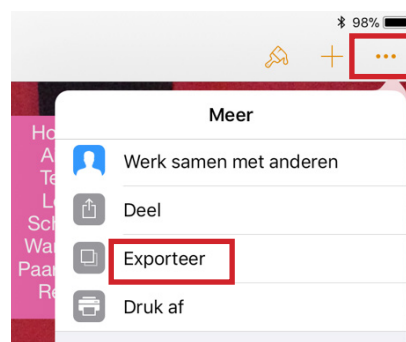 98%
Meer
Werk samen met anderen
Deel
Exporteer
Druk af